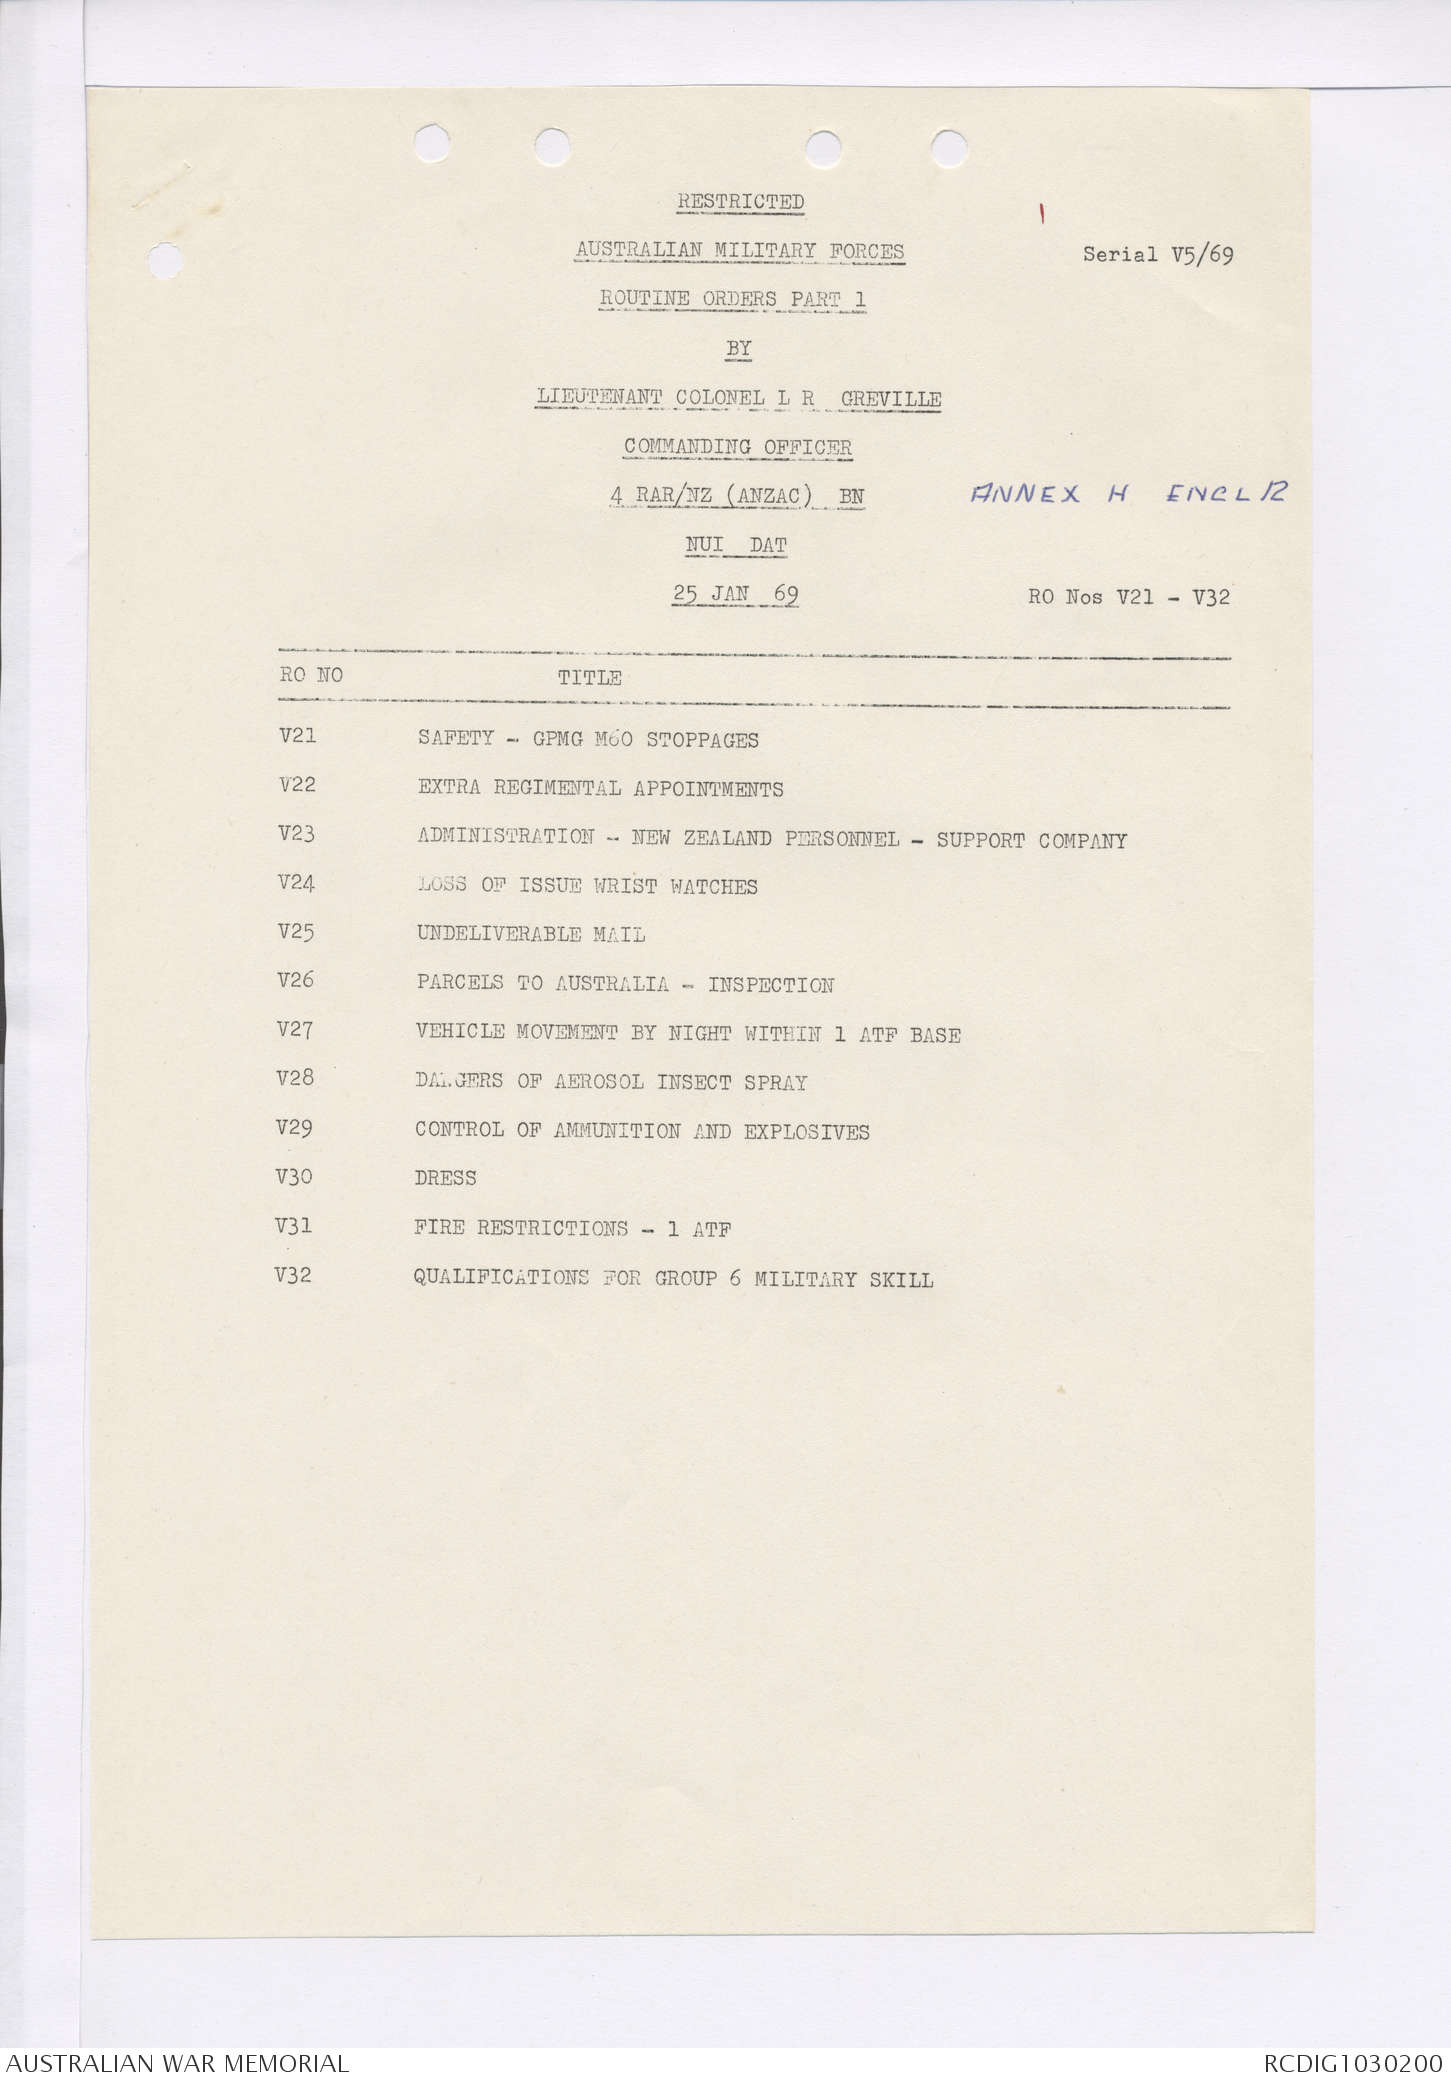 RESTRICTED
AUSTRALIAN MILITARY FORCES
Serial V5/69
ROUTINE ORDERS PART 1
BY
LIEUTENANT COLONEL L R GREVILLE
COMMANDING OFFICER
4 RAR/NZ (ANZAC) BN
ANNEX H ENCL 12
NUI DAT
25 JAN 69
RO Nos V21 - V32
RO NO TITLE
V21 SAFETY - GPMG M60 STOPPAGES
V22 EXTRA REGIMENTAL APPOINTMENTS
V23 ADMINISTRATION - NEW ZEALAND PERSONNEL - SUPPORT COMPANY
V24 LOSS OF ISSUE WRIST WATCHES
V25 UNDELIVERABLE MAIL
V26 PARCELS TO AUSTRALIA - INSPECTION
V27 VEHICLE MOVEMENT BY NIGHT WITHIN 1 ATF BASE
V28 DANGERS OF AEROSOL INSECT SPRAY
V29 CONTROL OF AMMUNITION AND EXPLOSIVES
V30 DRESS
V31 FIRE RESTRICTIONS - 1 ATF
V32 QUALIFICATIONS FOR GROUP 6 MILITARY SKILL
AUSTRALIAN WAR MEMORIAL
RCDIG1030200